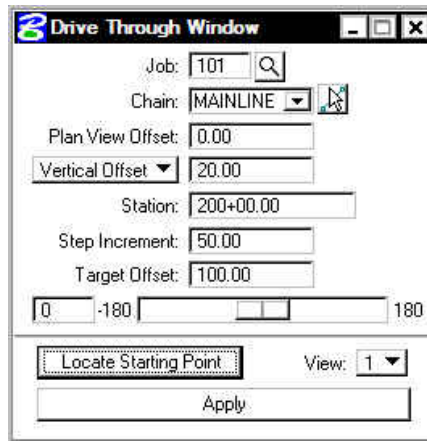 Drive Through Window
Job: 101
Chain: MAINLINE
Plan View Offset: 0.00
Vertical Offset 20.00
Station: 200+00.00
Step Increment: 50.00
Target Offset: 100.00
0 -180 180
Locate Starting Point View: 1
Apply